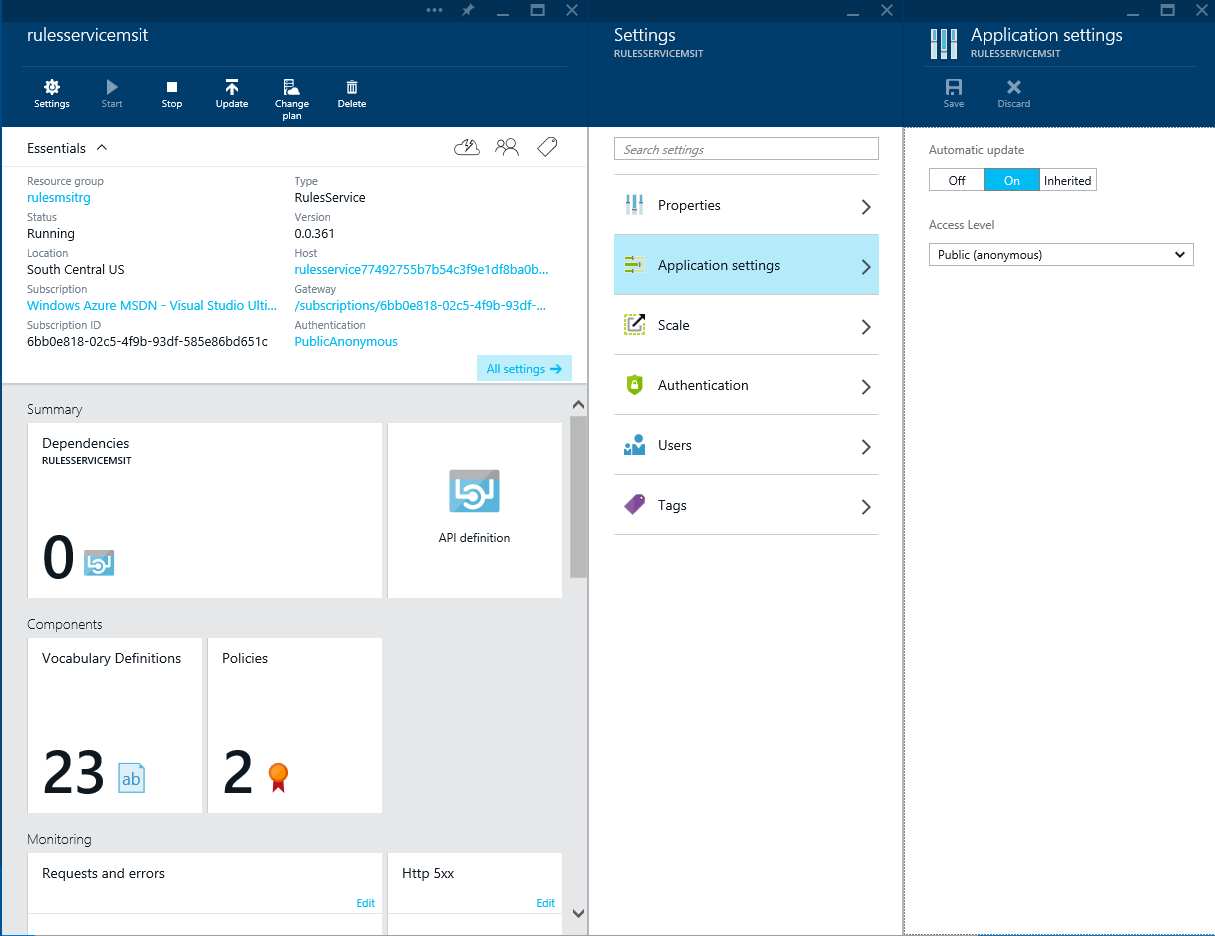 rulesservicemsit
Settings
Start
Stop
Update
Change
plan
Delete
Essentials
Resource group
rulesmsitrg
Status
Running
Location
South Central US
Subscription
Windows Azure MSDN - Visual Studio Ulti...
Subscription ID
6bb0e818-02c5-4f9b-93df-585e86bd651c
Type
RulesService
Version
0.0.361
Host
rulesservice77492755b7b54c3f9e1df8ba0b...
Gateway
/subscriptions/6bb0e818-02c5-4f9b-93df-...
Authentication
PublicAnonymous
All settings
Summary
Dependencies
RULESSERVICEMSIT
0
API definition
Components
Vocabulary Definitions
23
ab
Policies
2
Monitoring
Requests and errors
Edit
Http 5xx
Edit
Settings
RULESSERVICEMSIT
Search settings
Properties
Application settings
Scale
Authentication
Users
Tags
Application settings
RULESSERVICEMSIT
Save
Discard
Automatic update
Off On Inherited
Access Level
Public (anonymous)